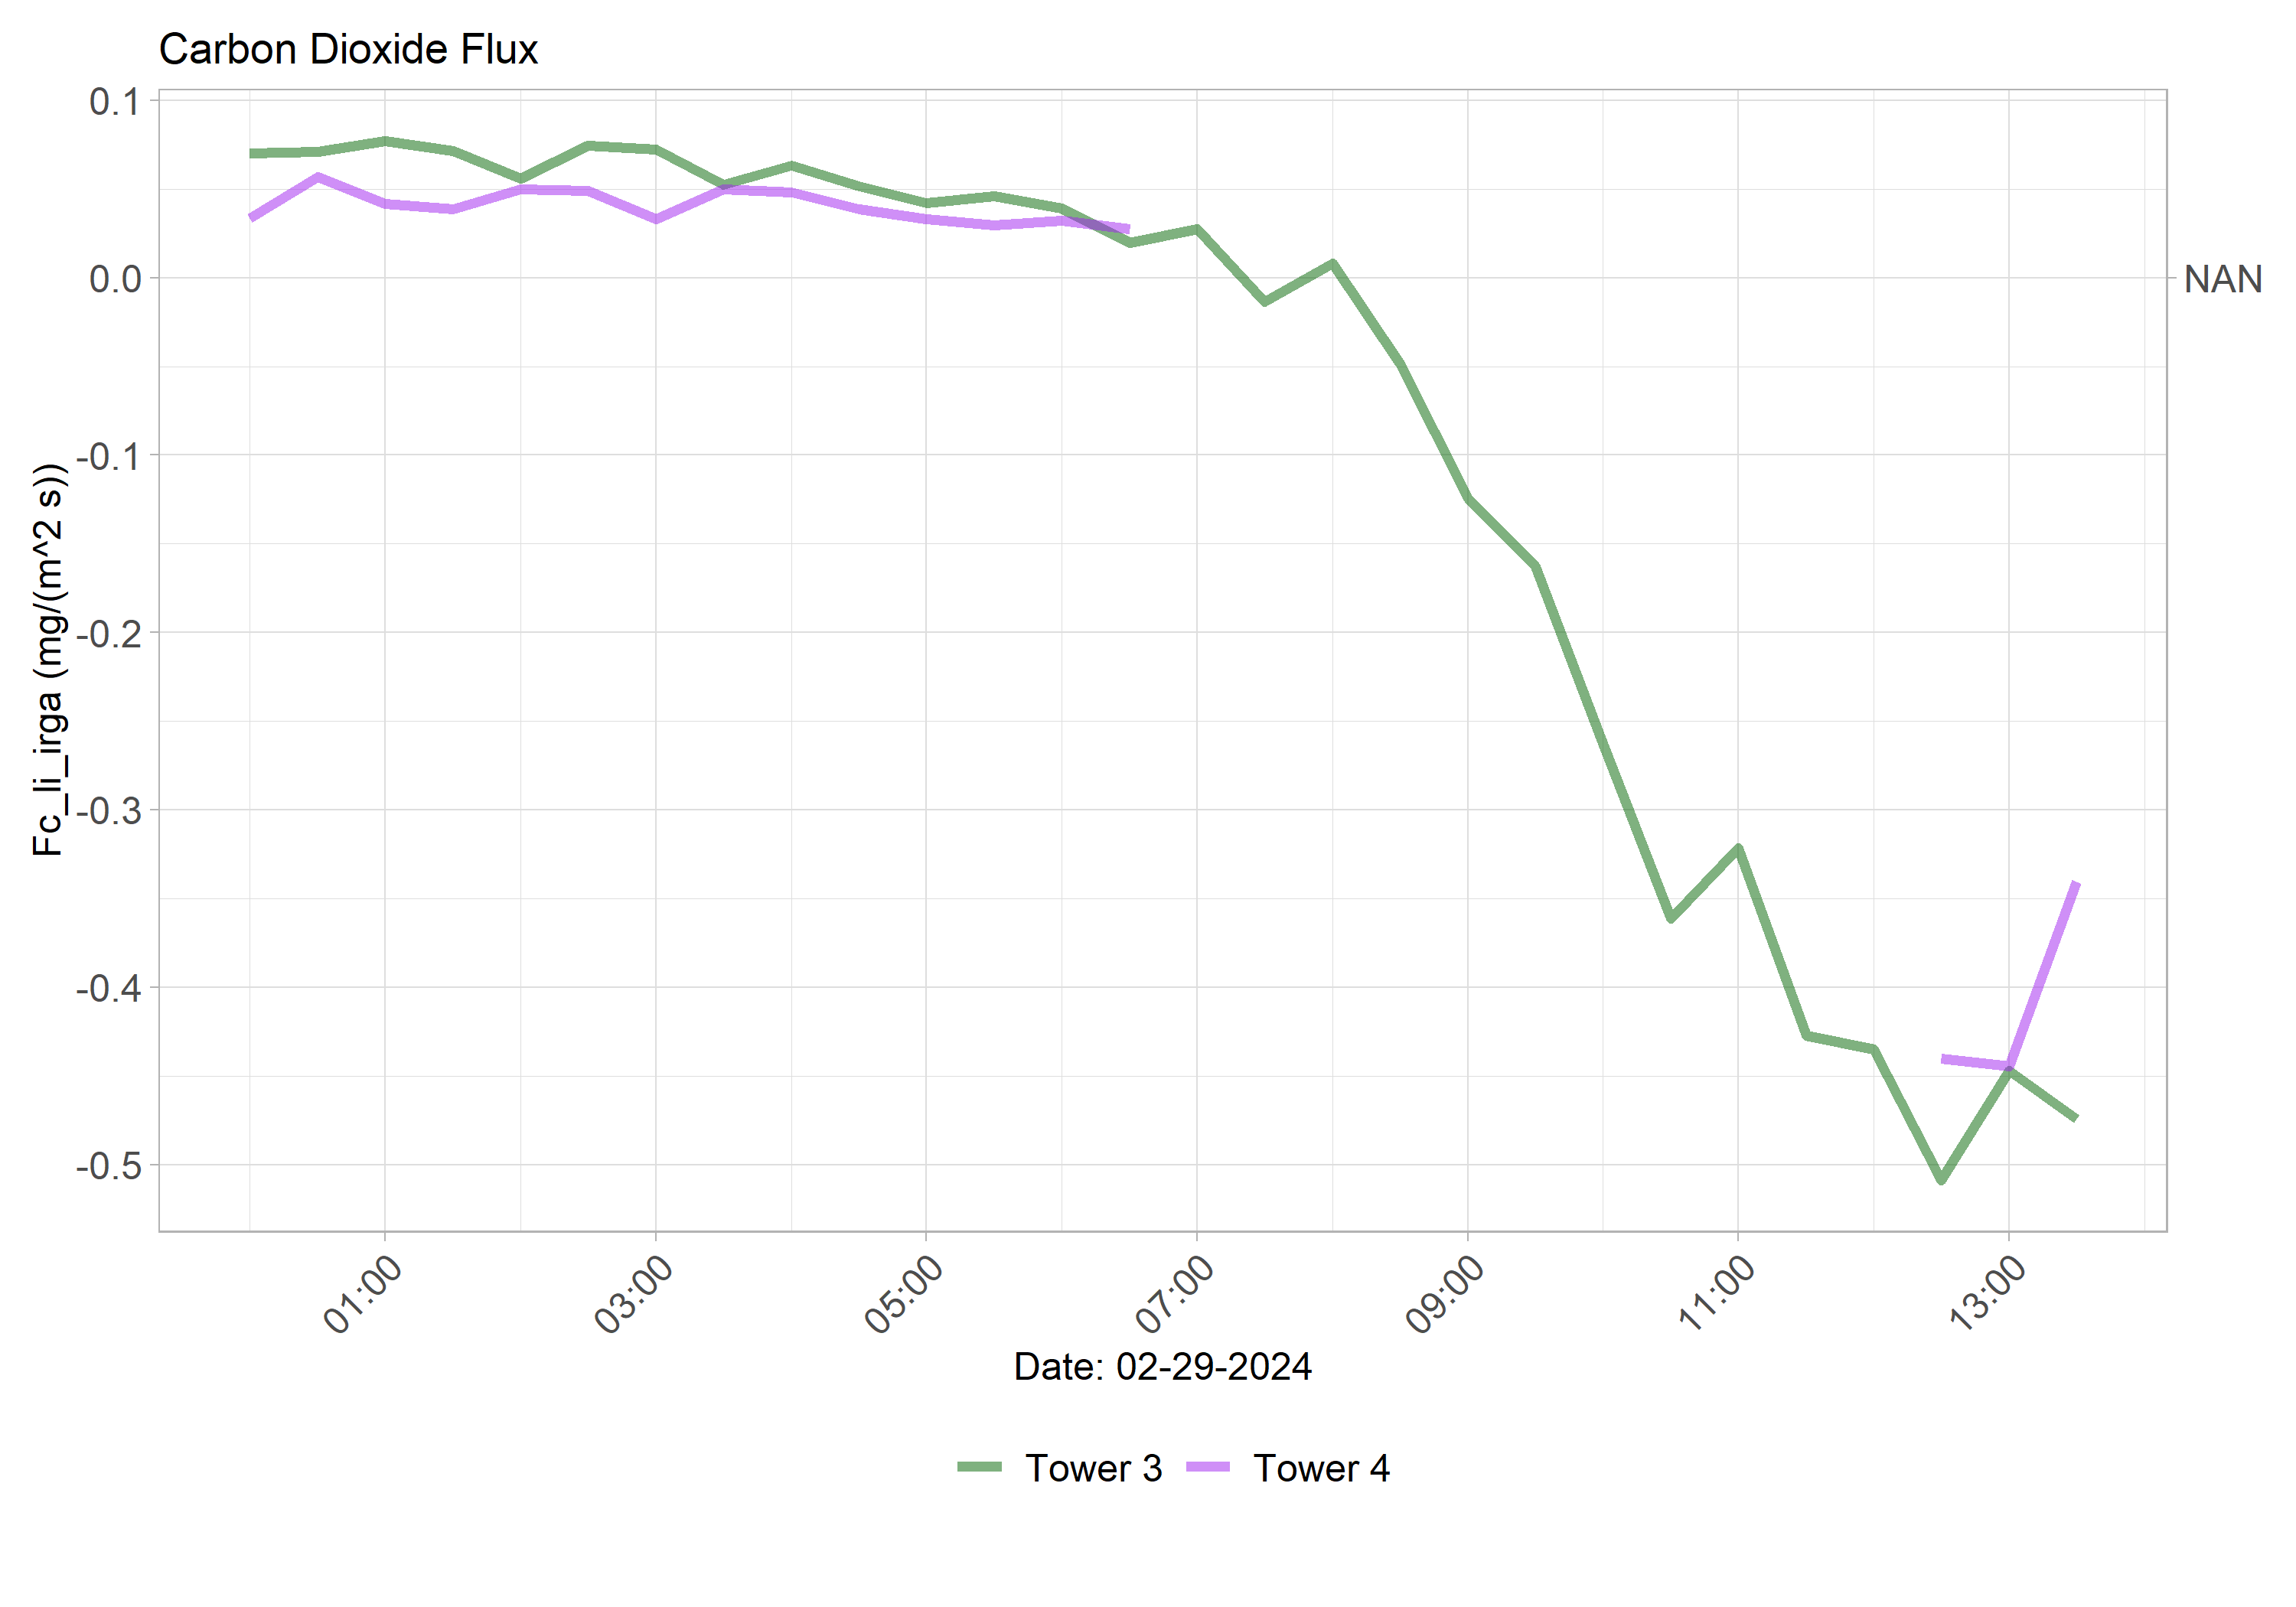 Carbon Dioxide Flux
0.1
0.0
-0.1
-0.2
-0.3
-0.4
-0.5
Fc_li_irga (mg/(m^2 s))
NAN
01:00
03:00
05:00
07:00
09:00
11:00
13:00
Date: 02-29-2024
Tower 3
Tower 4